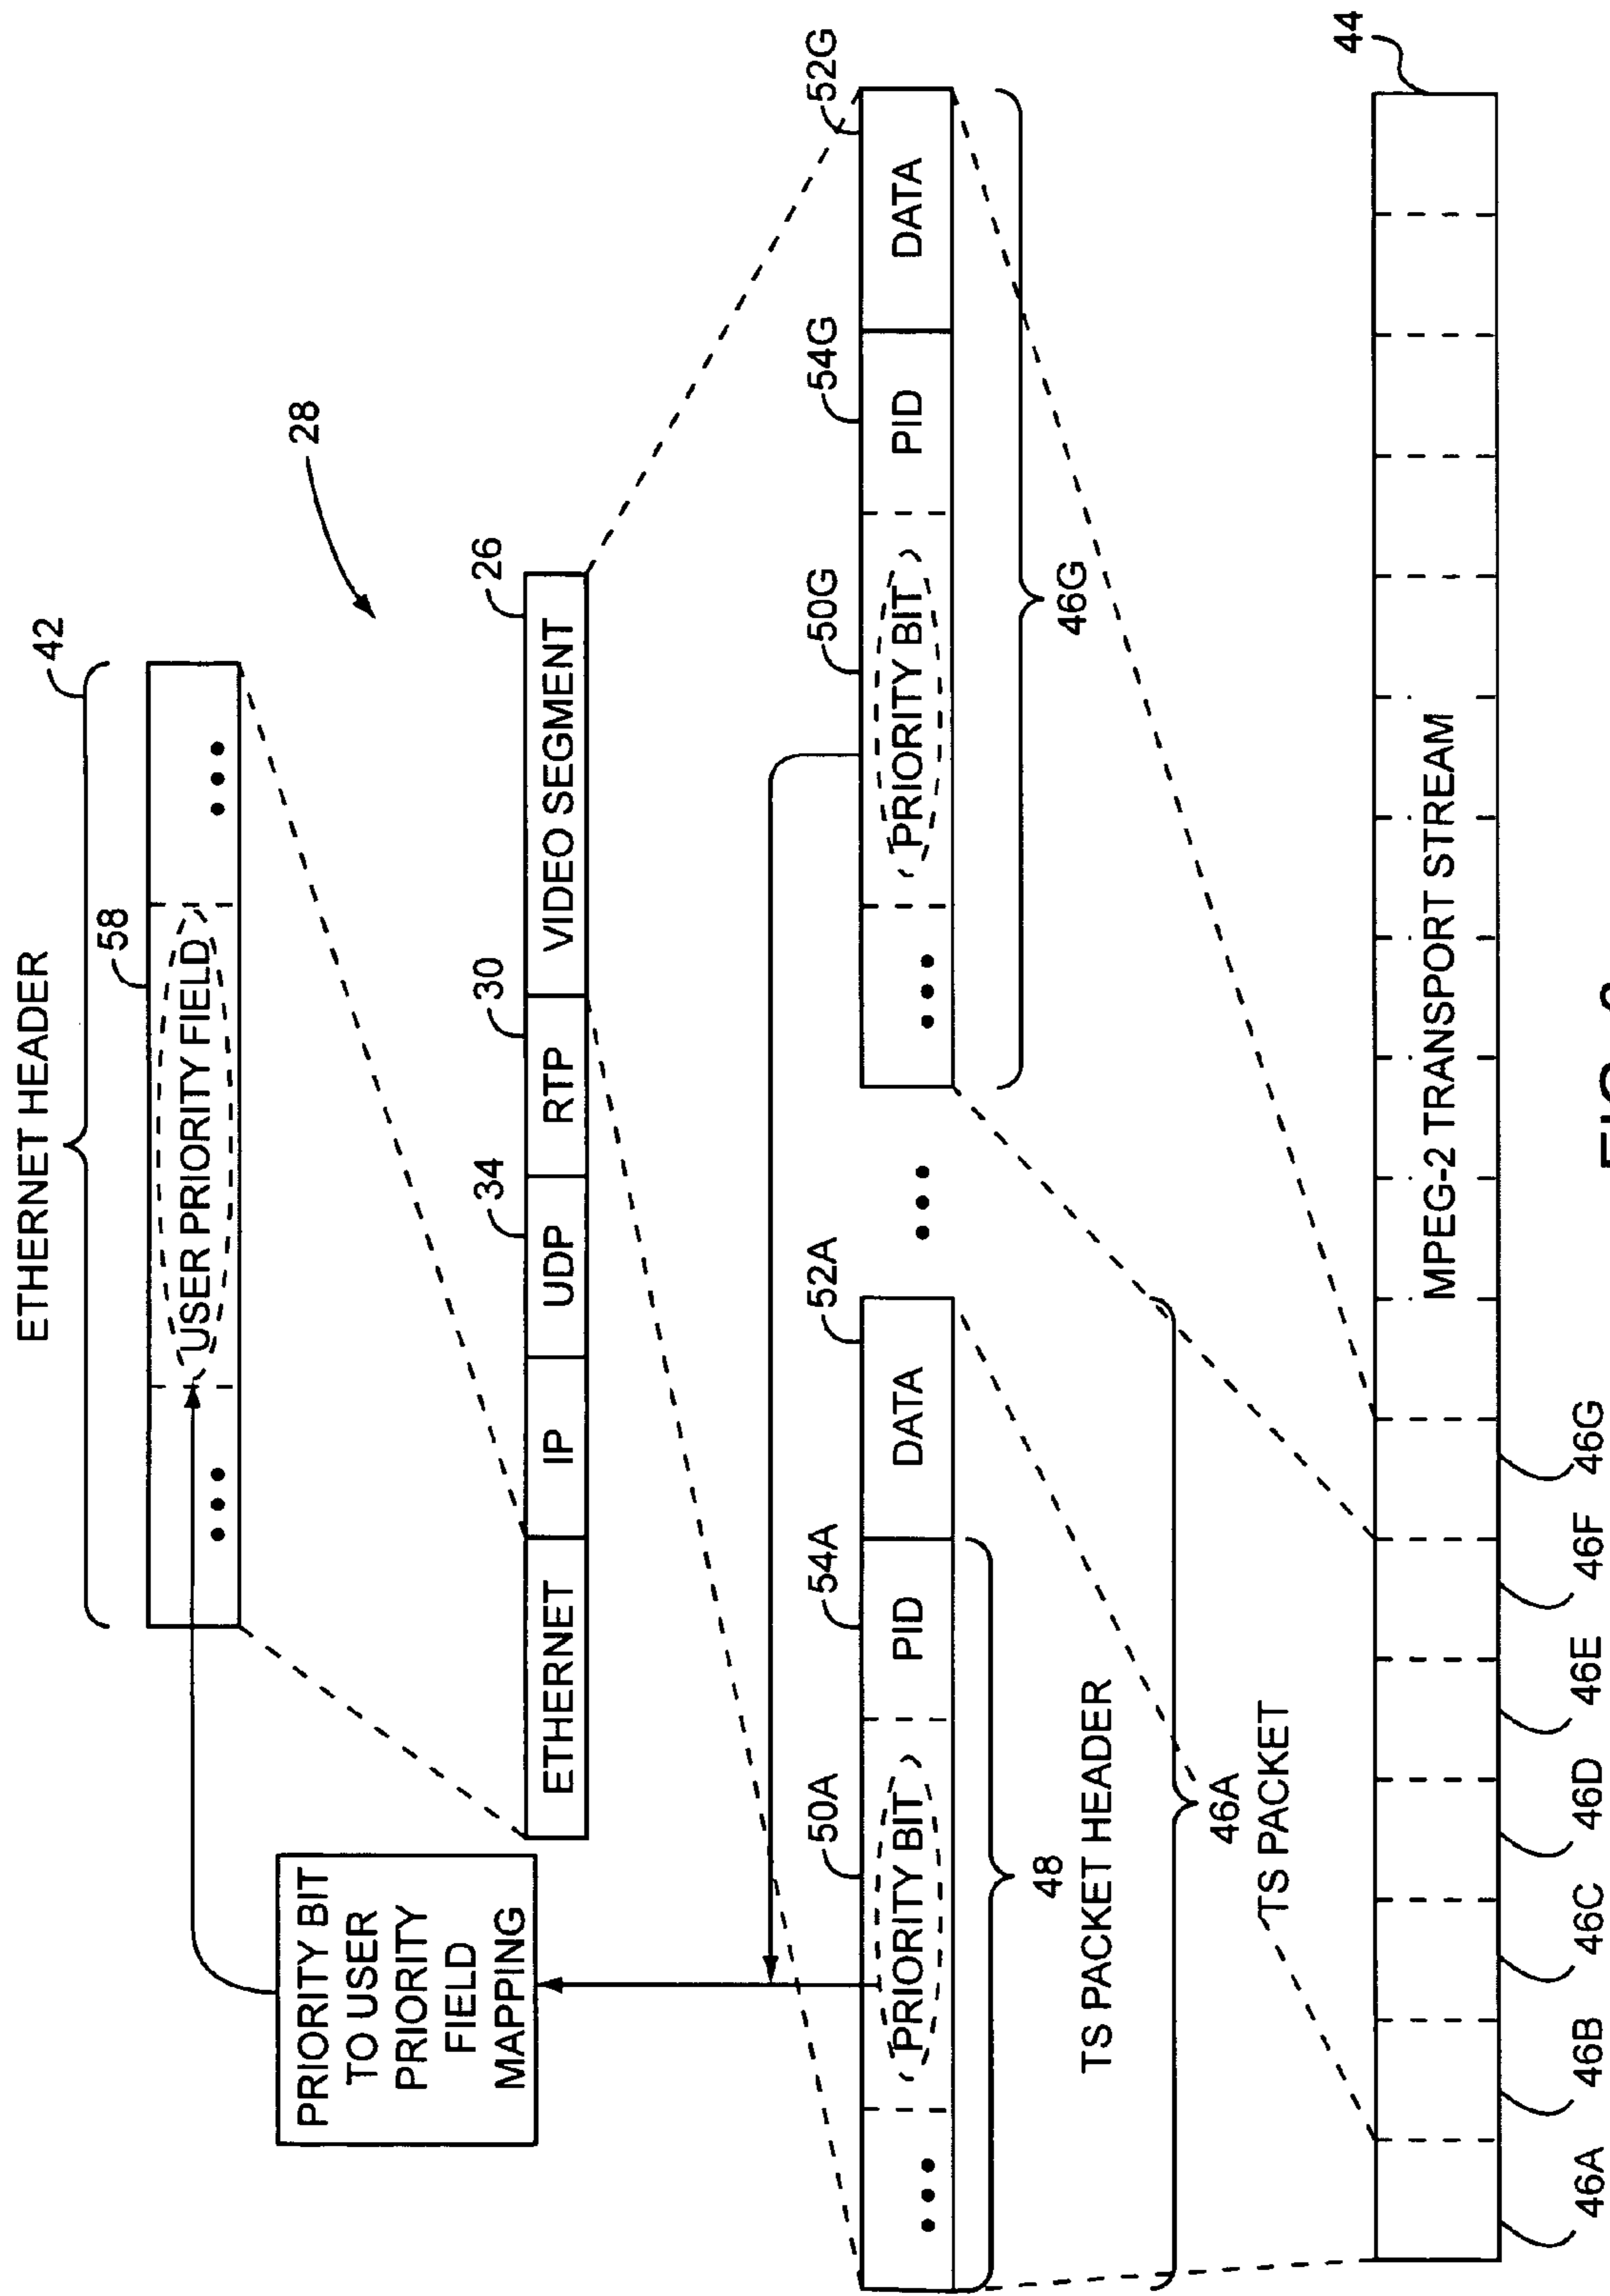 ETHERNET HEADER
42
58
••• USER PRIORITY FIELD •••
28
PRIORITY BIT
TO USER
PRIORITY
FIELD
MAPPING
34
30
26
ETHERNET IP UDP RTP VIDEO SEGMENT
50A
54A
52A
50G
54G
52G
••• PRIORITY BIT PID DATA ••• ••• PRIORITY BIT PID DATA
48
TS PACKET HEADER
46A
TS PACKET
46G
44
MPEG-2 TRANSPORT STREAM
46A 46B 46C 46D 46E 46F 46G